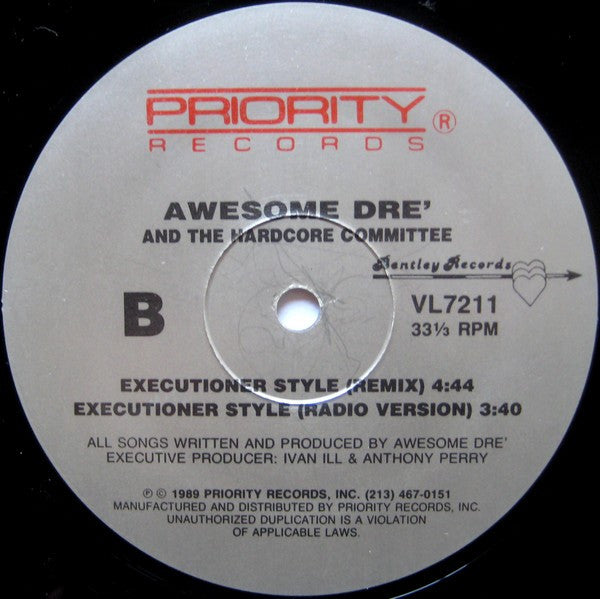 PRIORITY®
RECORDS
AWESOME DRE'
AND THE HARDCORE COMMITTEE
Bentley Records
B
VL7211
33⅓ RPM
EXECUTIONER STYLE (REMIX) 4:44
EXECUTIONER STYLE (RADIO VERSION) 3:40
ALL SONGS WRITTEN AND PRODUCED BY AWESOME DRE'
EXECUTIVE PRODUCER: IVAN ILL & ANTHONY PERRY
℗ © 1989 PRIORITY RECORDS, INC. (213) 467-0151
MANUFACTURED AND DISTRIBUTED BY PRIORITY RECORDS, INC.
UNAUTHORIZED DUPLICATION IS A VIOLATION
OF APPLICABLE LAWS.